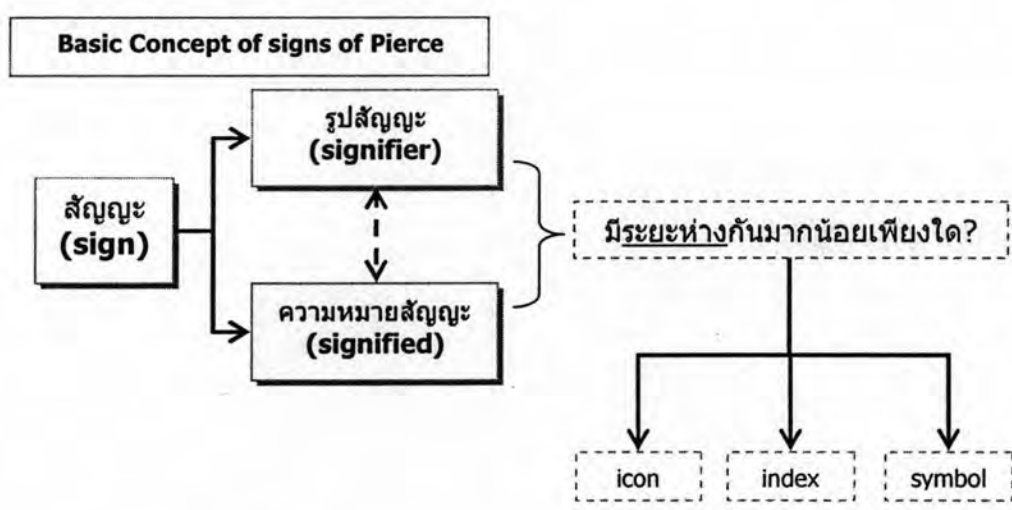 Basic Concept of signs of Pierce
รูปสัญญะ
(signifier)
สัญญะ
(sign)
มีระยะห่างกันมากน้อยเพียงใด?
ความหมายสัญญะ
(signified)
icon
index
symbol